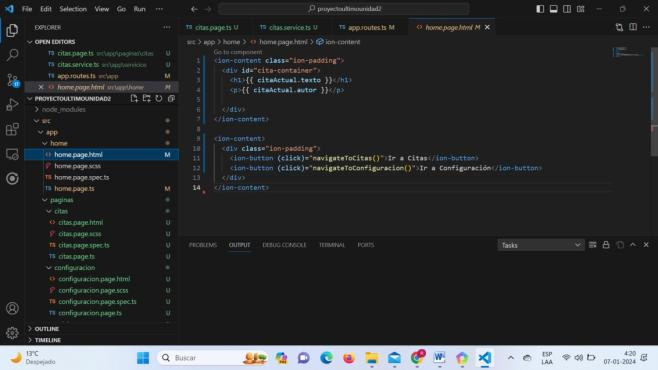 File Edit Selection View Go Run ···
proyectoultimounidad2
EXPLORER
OPEN EDITORS
citas.page.ts src\app\paginas\citas U
citas.service.ts src\app\servicios U
app.routes.ts src\app M
home.page.html src\app\home M
PROYECTOULTIMOUNIDAD2
node_modules
src
app
home
home.page.html M
home.page.scss
home.page.spec.ts
home.page.ts M
paginas
citas
citas.page.html U
citas.page.scss U
citas.page.spec.ts U
citas.page.ts U
configuracion
configuracion.page.html U
configuracion.page.scss U
configuracion.page.spec.ts U
configuracion.page.ts U
OUTLINE
TIMELINE
citas.page.ts U citas.service.ts U app.routes.ts M home.page.html M
src > app > home > home.page.html > ion-content
Go to component
1 <ion-content class="ion-padding">
2 <div id="cita-container">
3 <h1>{{ citaActual.texto }}</h1>
4 <p>{{ citaActual.autor }}</p>
5
6 </div>
7 </ion-content>
8
9 <ion-content>
10 <div class="ion-padding">
11 <ion-button (click)="navigateToCitas()">Ir a Citas</ion-button>
12 <ion-button (click)="navigateToConfiguracion()">Ir a Configuración</ion-button>
13 </div>
14 </ion-content>
PROBLEMS OUTPUT DEBUG CONSOLE TERMINAL PORTS
Tasks
13°C
Despejado
Buscar
ESP
LAA
4:20
07-01-2024